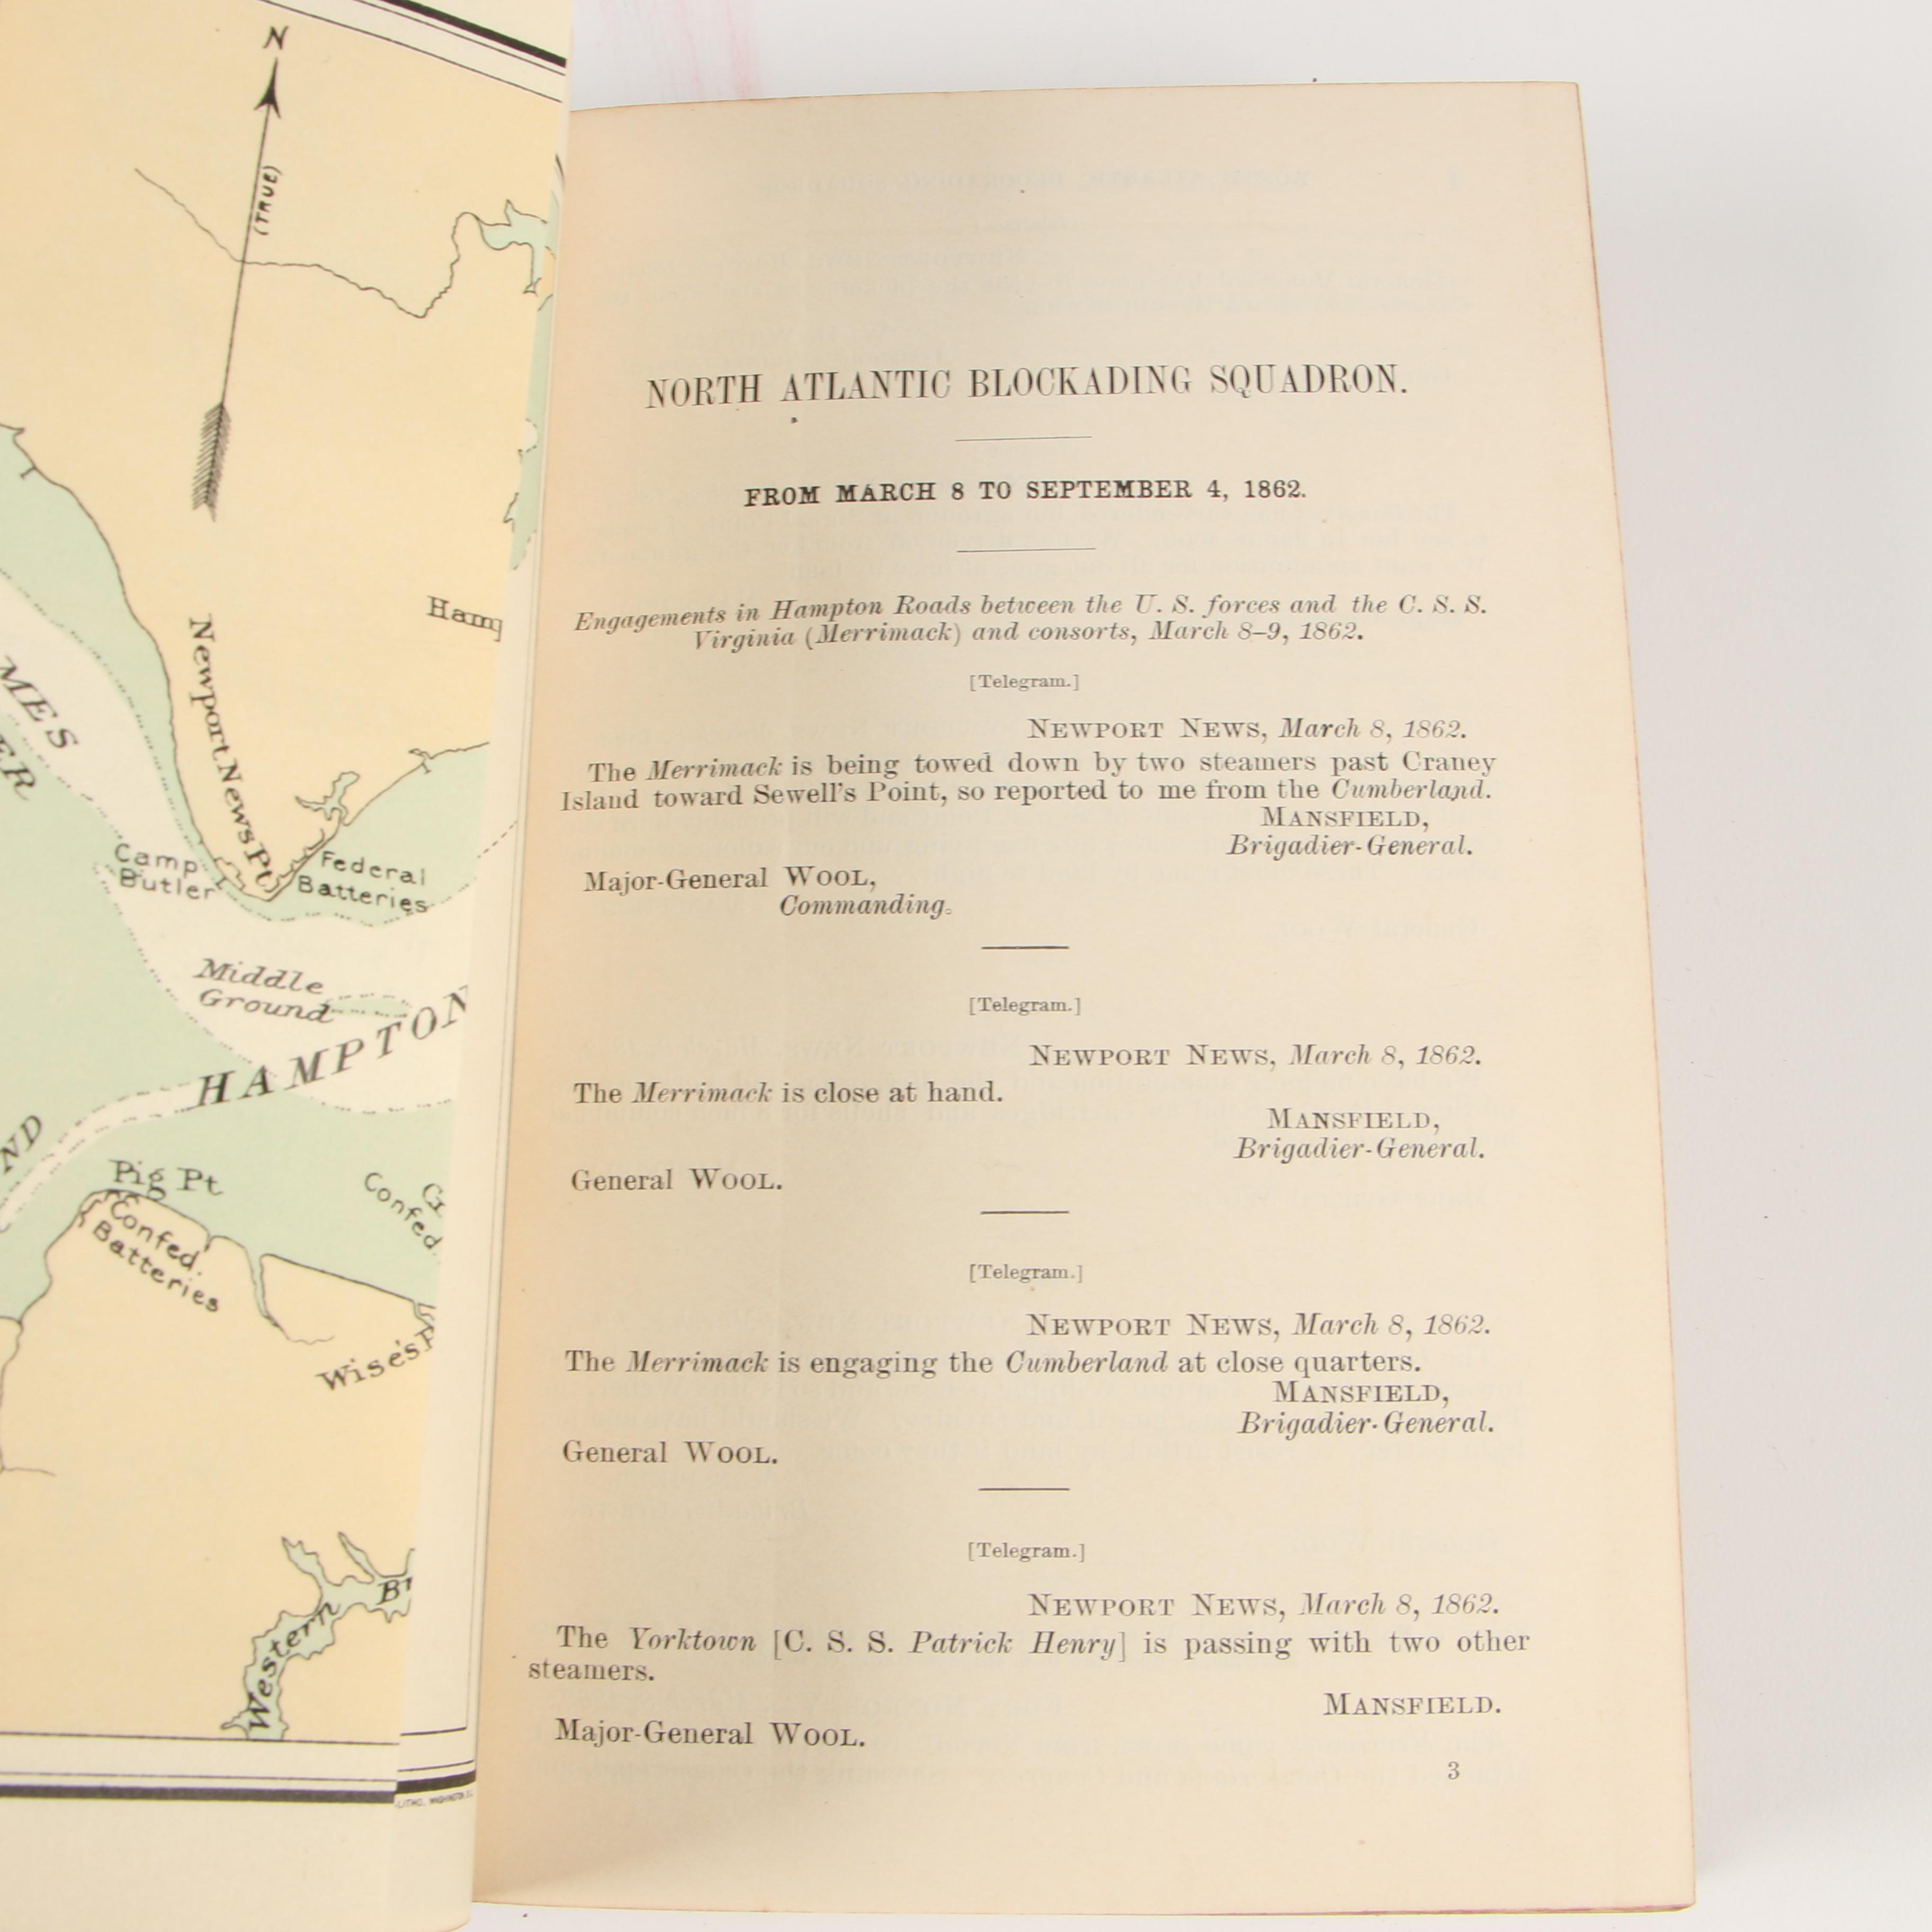 N
(TRUE)
Hamp
Newport News Pt
MES
ER
Camp
Butler
Federal
Batteries
Middle
Ground
HAMPTON
ND
Pig Pt
Confed.
Batteries
Confed.
Wise's P
Western Br
NORTH ATLANTIC BLOCKADING SQUADRON.
FROM MARCH 8 TO SEPTEMBER 4, 1862.
Engagements in Hampton Roads between the U. S. forces and the C. S. S.
Virginia (Merrimack) and consorts, March 8–9, 1862.
[Telegram.]
NEWPORT NEWS, March 8, 1862.
The Merrimack is being towed down by two steamers past Craney
Island toward Sewell's Point, so reported to me from the Cumberland.
MANSFIELD,
Brigadier-General.
Major-General WOOL,
Commanding.
[Telegram.]
NEWPORT NEWS, March 8, 1862.
The Merrimack is close at hand.
MANSFIELD,
Brigadier-General.
General WOOL.
[Telegram.]
NEWPORT NEWS, March 8, 1862.
The Merrimack is engaging the Cumberland at close quarters.
MANSFIELD,
Brigadier-General.
General WOOL.
[Telegram.]
NEWPORT NEWS, March 8, 1862.
The Yorktown [C. S. S. Patrick Henry] is passing with two other
steamers.
MANSFIELD.
Major-General WOOL.
3